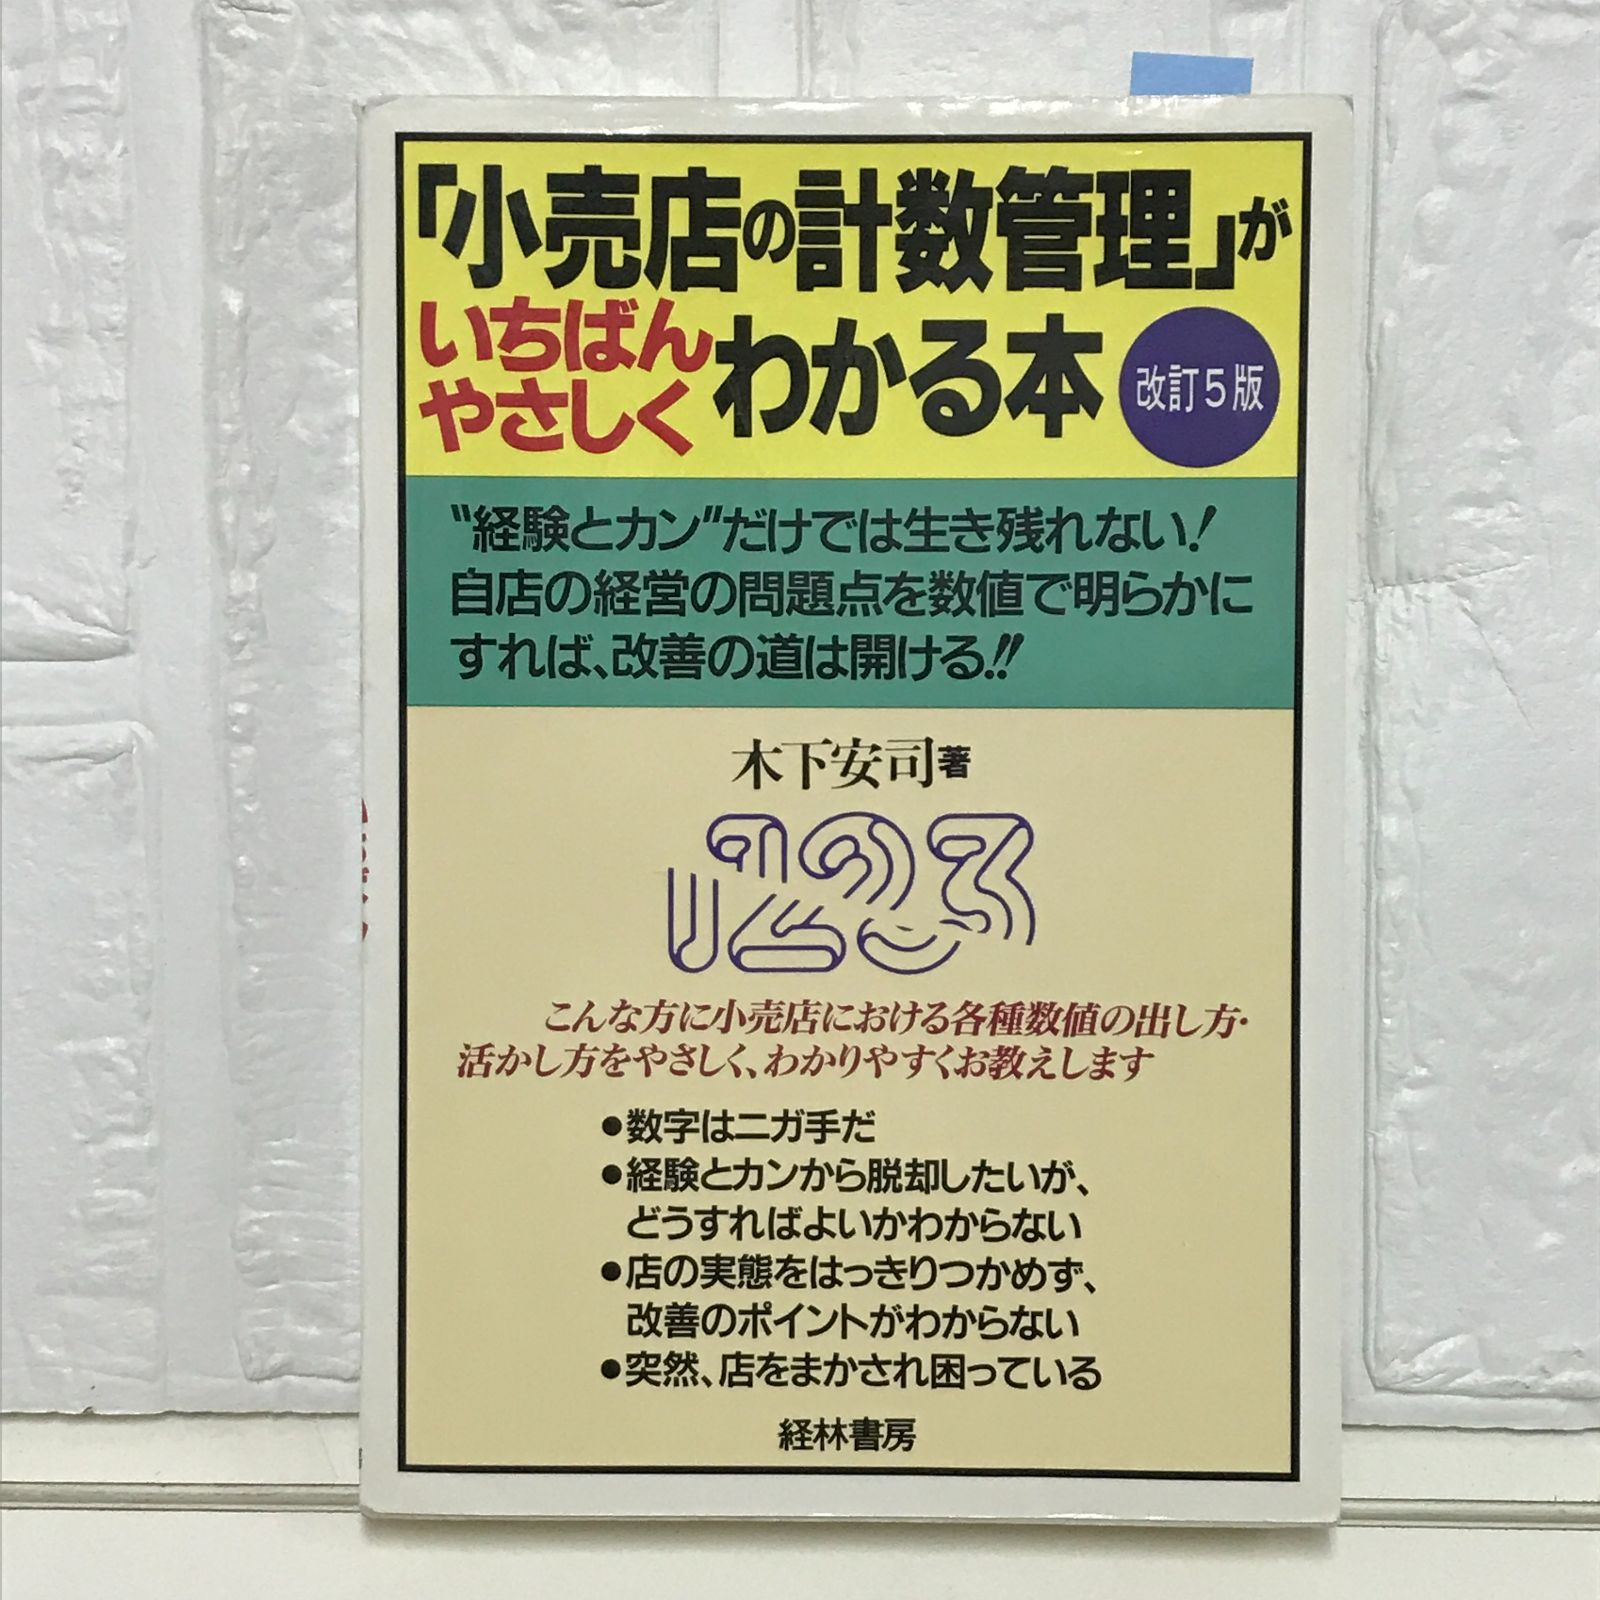 「小売店の計数管理」が
いちばん
やさしく
わかる本
改訂5版
“経験とカン”だけでは生き残れない!
自店の経営の問題点を数値で明らかに
すれば、改善の道は開ける!!
木下安司著
123
こんな方に小売店における各種数値の出し方・
活かし方をやさしく、わかりやすくお教えします
●数字はニガ手だ
●経験とカンから脱却したいが、
どうすればよいかわからない
●店の実態をはっきりつかめず、
改善のポイントがわからない
●突然、店をまかされ困っている
経林書房